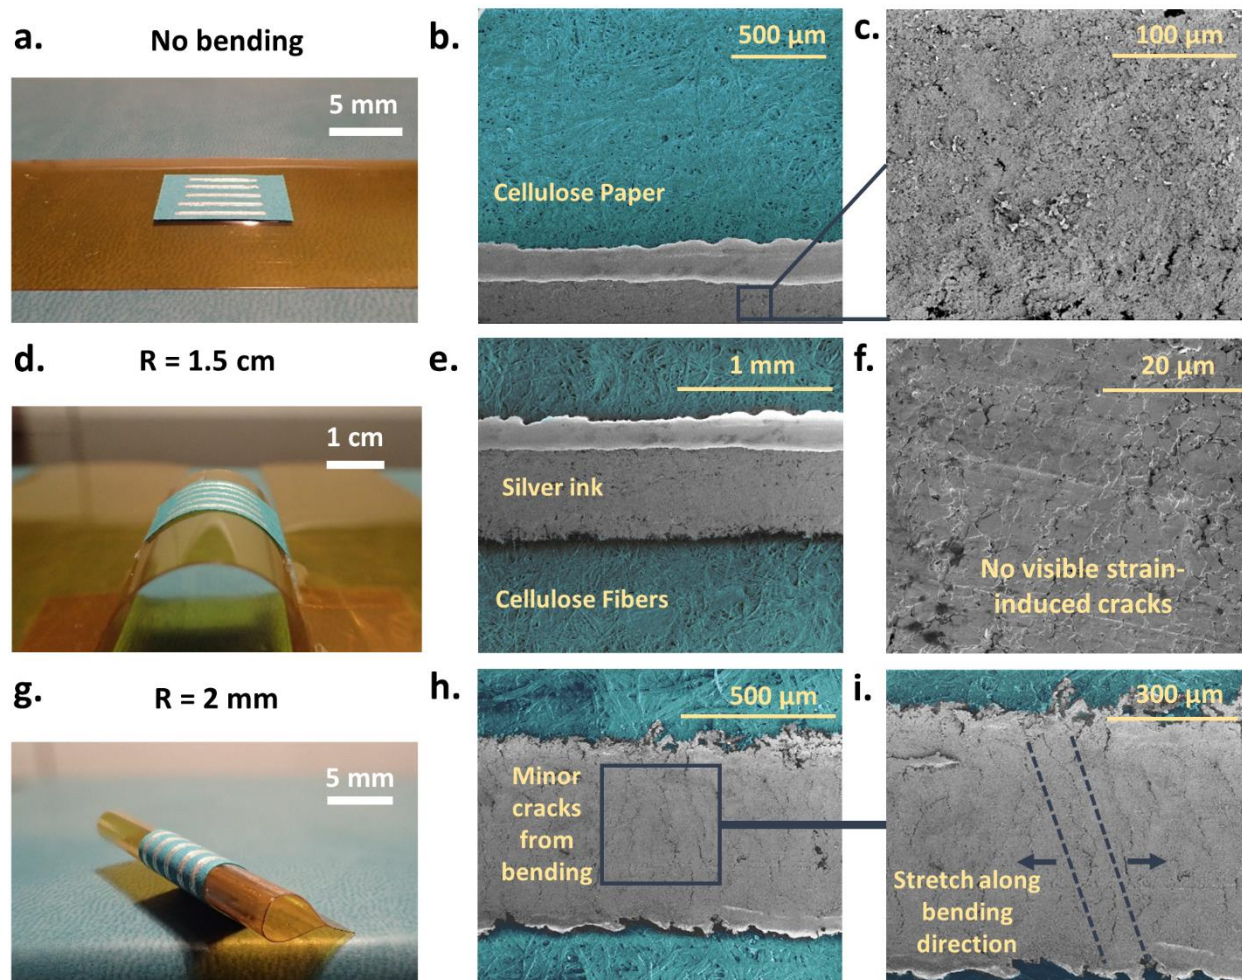 a.
No bending
5 mm
b.
500 µm
Cellulose Paper
c.
100 µm
d.
R = 1.5 cm
1 cm
e.
1 mm
Silver ink
Cellulose Fibers
f.
20 µm
No visible strain-
induced cracks
g.
R = 2 mm
5 mm
h.
500 µm
Minor
cracks
from
bending
i.
300 µm
Stretch along
bending
direction